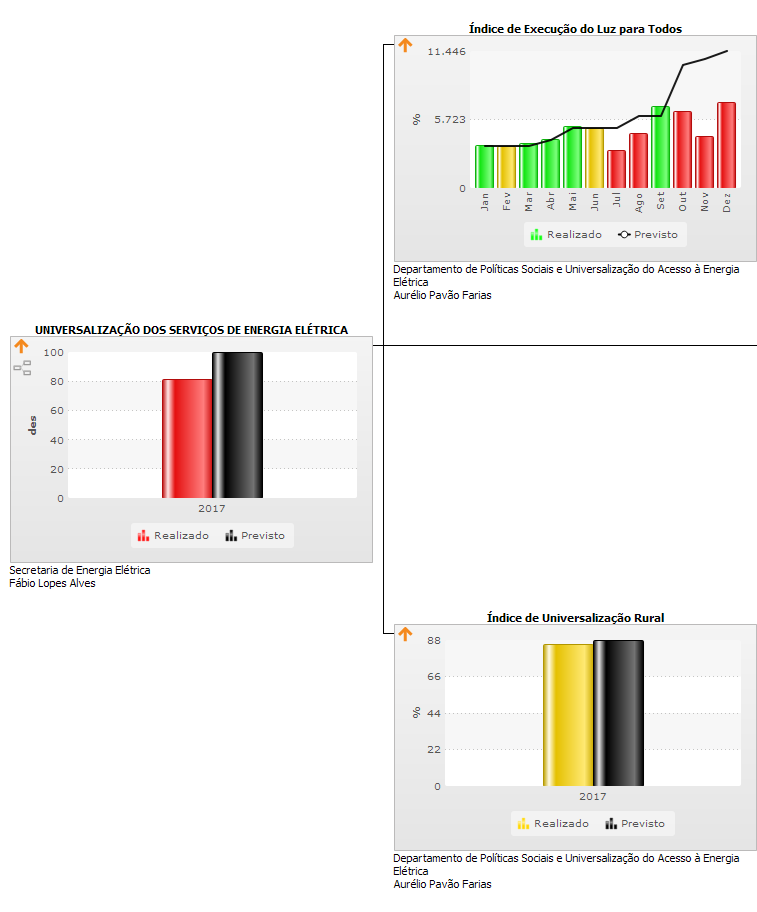 Índice de Execução do Luz para Todos
11.446
5.723
0
%
Jan
Fev
Mar
Abr
Mai
Jun
Jul
Ago
Set
Out
Nov
Dez
Realizado
Previsto
Departamento de Políticas Sociais e Universalização do Acesso à Energia
Elétrica
Aurélio Pavão Farias
UNIVERSALIZAÇÃO DOS SERVIÇOS DE ENERGIA ELÉTRICA
100
80
60
40
20
0
des
2017
Realizado
Previsto
Secretaria de Energia Elétrica
Fábio Lopes Alves
Índice de Universalização Rural
88
66
44
22
0
%
2017
Realizado
Previsto
Departamento de Políticas Sociais e Universalização do Acesso à Energia
Elétrica
Aurélio Pavão Farias